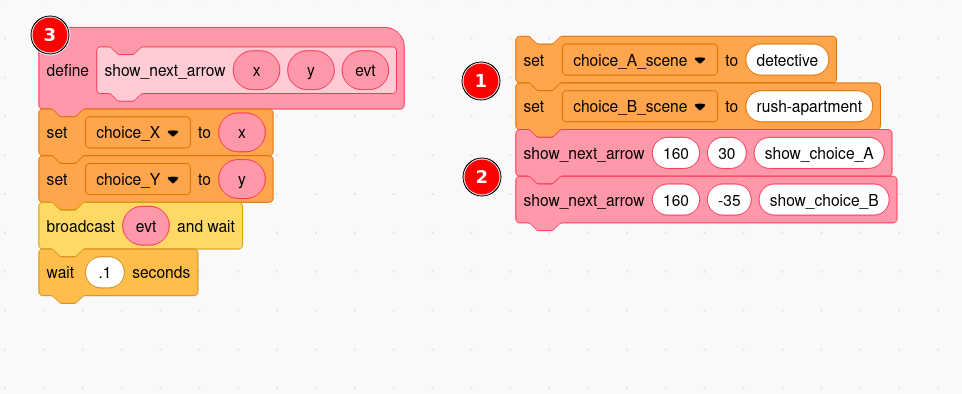 3
define show_next_arrow x y evt
set choice_X to x
set choice_Y to y
broadcast evt and wait
wait .1 seconds
1
set choice_A_scene to detective
set choice_B_scene to rush-apartment
2
show_next_arrow 160 30 show_choice_A
show_next_arrow 160 -35 show_choice_B